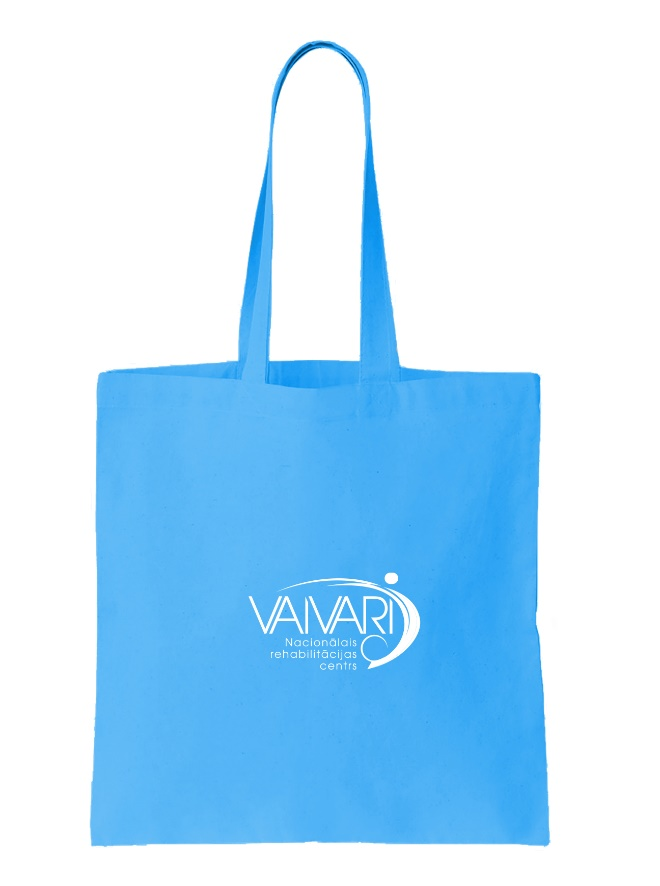 VAIVARI
Nacionālais
rehabilitācijas
centrs